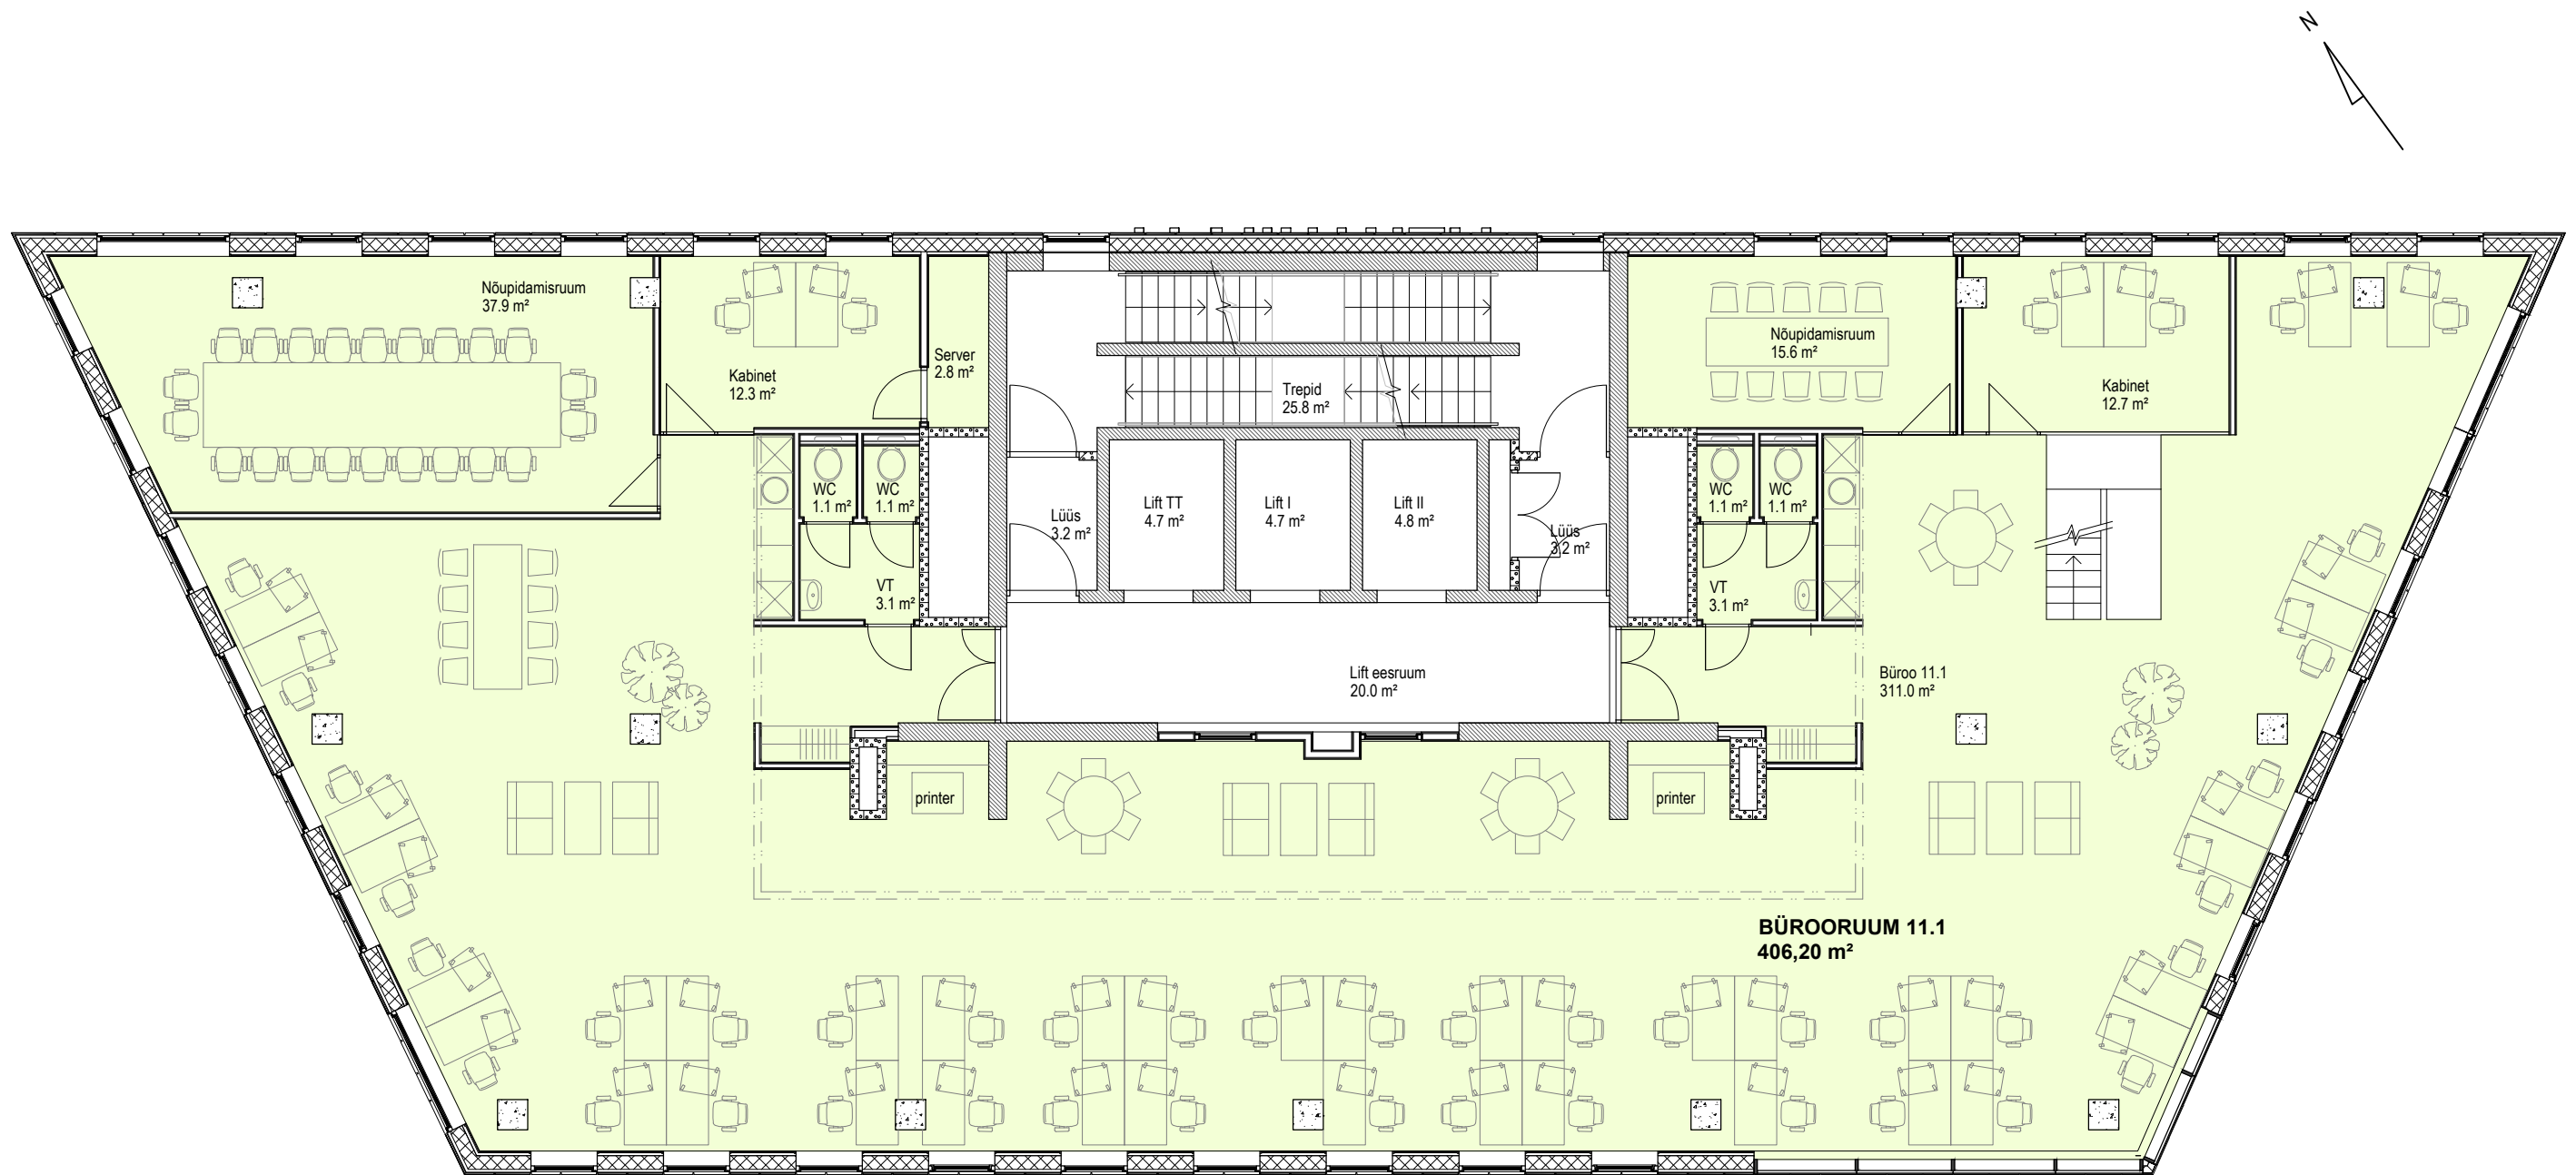 N
Nõupidamisruum
37.9 m²
Kabinet
12.3 m²
Server
2.8 m²
Trepid
25.8 m²
Nõupidamisruum
15.6 m²
Kabinet
12.7 m²
WC
1.1 m²
WC
1.1 m²
Lüüs
3.2 m²
Lift TT
4.7 m²
Lift I
4.7 m²
Lift II
4.8 m²
Lüüs
3.2 m²
WC
1.1 m²
WC
1.1 m²
VT
3.1 m²
VT
3.1 m²
Lift eesruum
20.0 m²
Büroo 11.1
311.0 m²
printer
printer
BÜROORUUM 11.1
406,20 m²